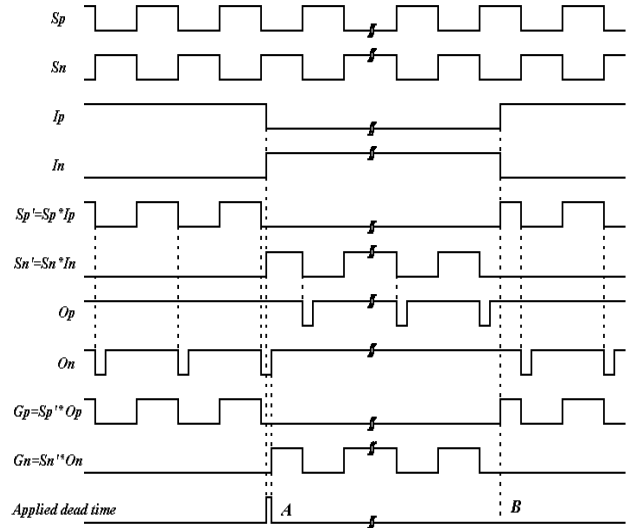 Sp
Sn
Ip
In
Sp'=Sp*Ip
Sn'=Sn*In
Op
On
Gp=Sp'*Op
Gn=Sn'*On
Applied dead time A B